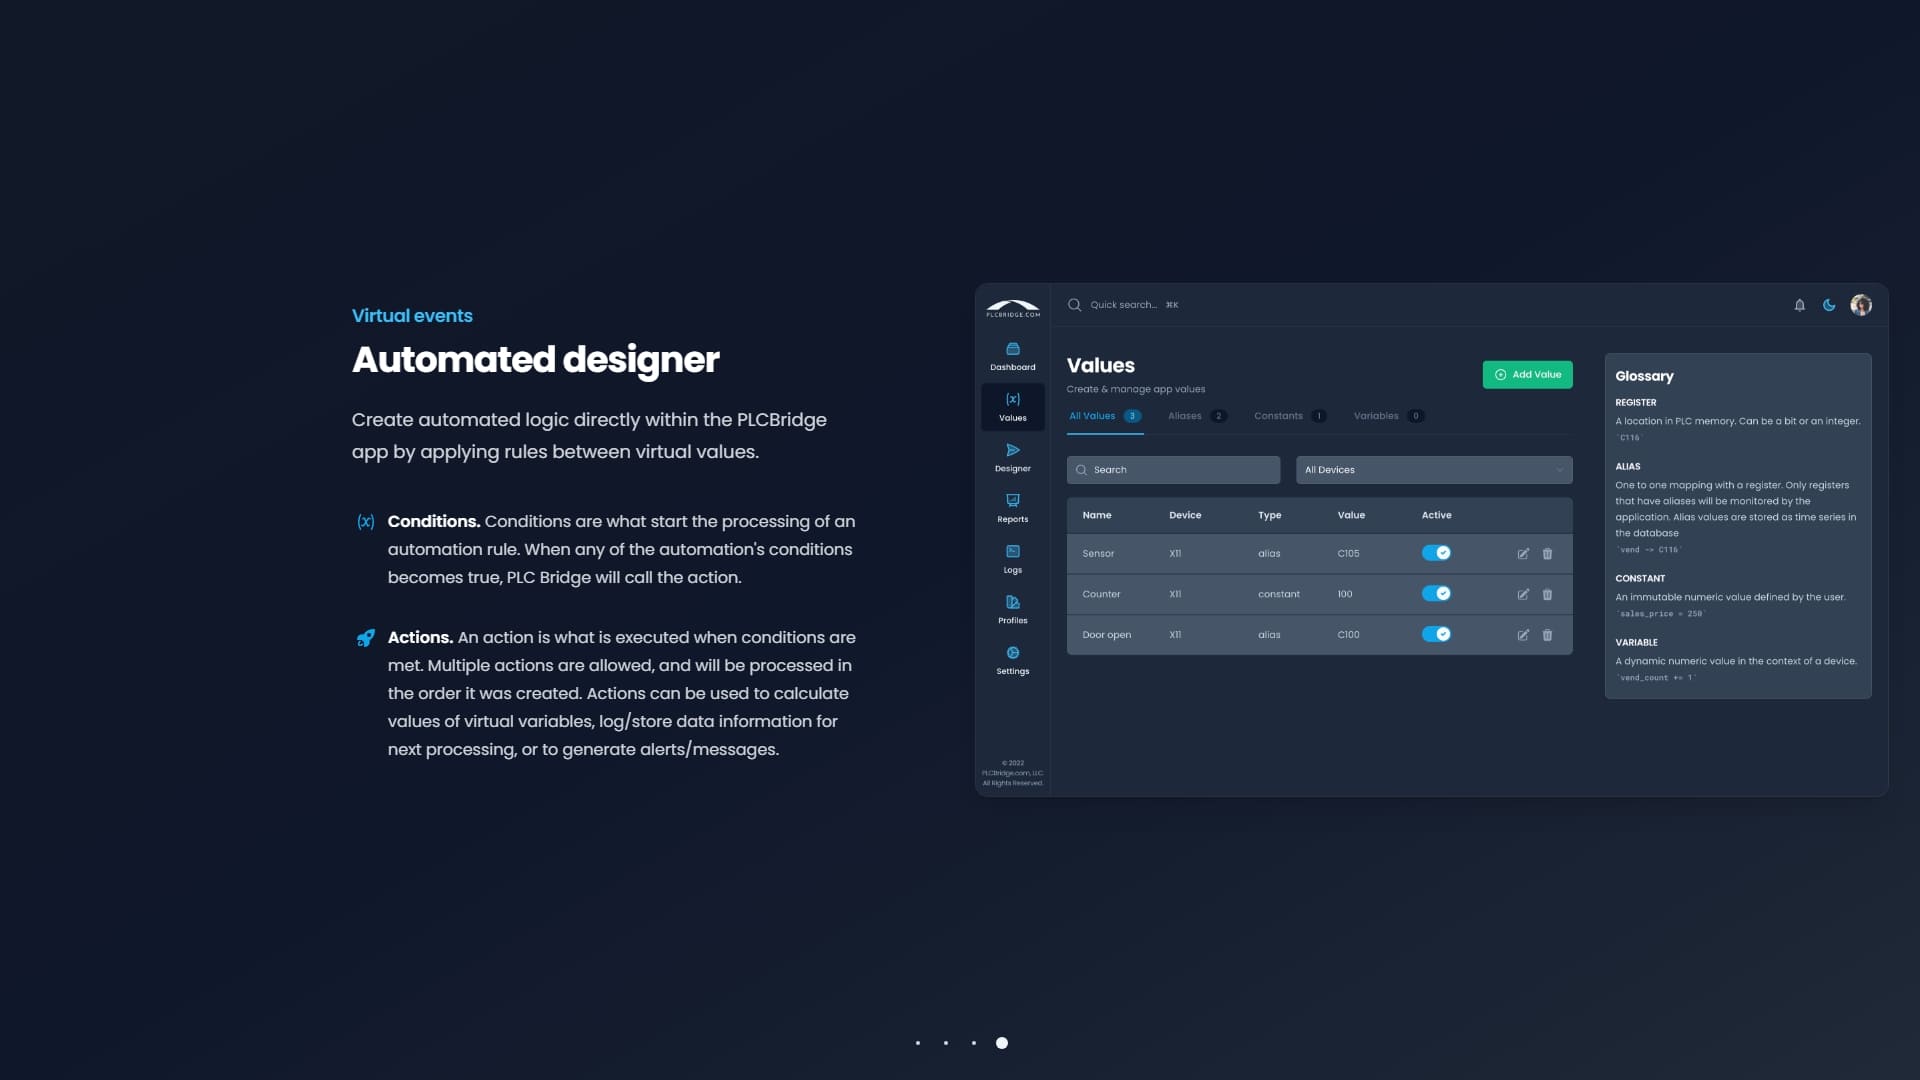 Virtual events
Automated designer
Create automated logic directly within the PLCBridge
app by applying rules between virtual values.
Conditions. Conditions are what start the processing of an
automation rule. When any of the automation's conditions
becomes true, PLC Bridge will call the action.
Actions. An action is what is executed when conditions are
met. Multiple actions are allowed, and will be processed in
the order it was created. Actions can be used to calculate
values of virtual variables, log/store data information for
next processing, or to generate alerts/messages.
PLCBRIDGE.COM
Dashboard
(x)
Values
Designer
Reports
Logs
Profiles
Settings
© 2022
PLCBridge.com, LLC
All Rights Reserved.
Quick search... ⌘K
Values
Create & manage app values
Add Value
All Values 3 Aliases 2 Constants 1 Variables 0
Search
All Devices
Name Device Type Value Active
Sensor X11 alias C105
Counter X11 constant 100
Door open X11 alias C100
Glossary
REGISTER
A location in PLC memory. Can be a bit or an integer.
`C116`
ALIAS
One to one mapping with a register. Only registers
that have aliases will be monitored by the
application. Alias values are stored as time series in
the database
`vend -> C116`
CONSTANT
An immutable numeric value defined by the user.
`sales_price = 250`
VARIABLE
A dynamic numeric value in the context of a device.
`vend_count += 1`